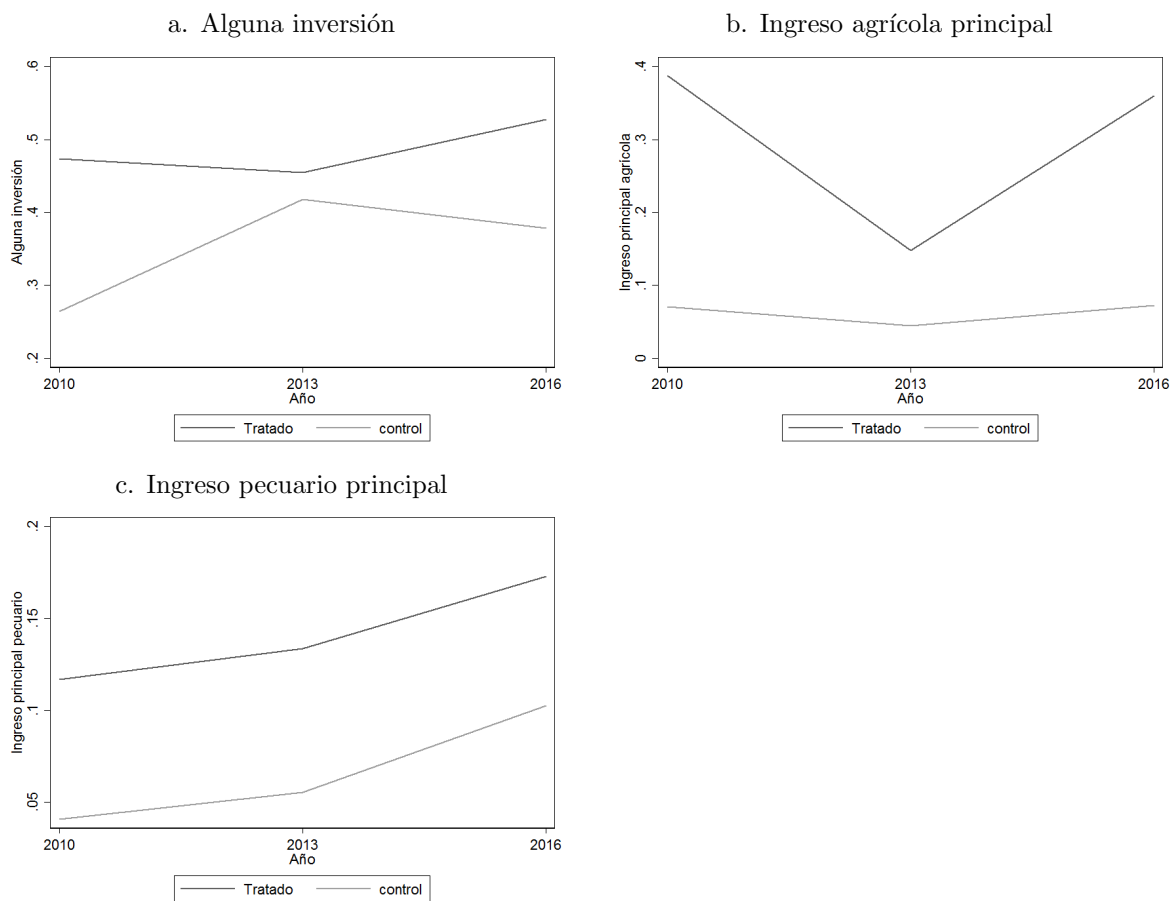 a. Alguna inversión
.6
.5
.4
.3
.2
Alguna inversión
2010
2013
2016
Año
Tratado
control
b. Ingreso agrícola principal
.4
.3
.2
.1
0
Ingreso principal agrícola
2010
2013
2016
Año
Tratado
control
c. Ingreso pecuario principal
.2
.15
.1
.05
Ingreso principal pecuario
2010
2013
2016
Año
Tratado
control